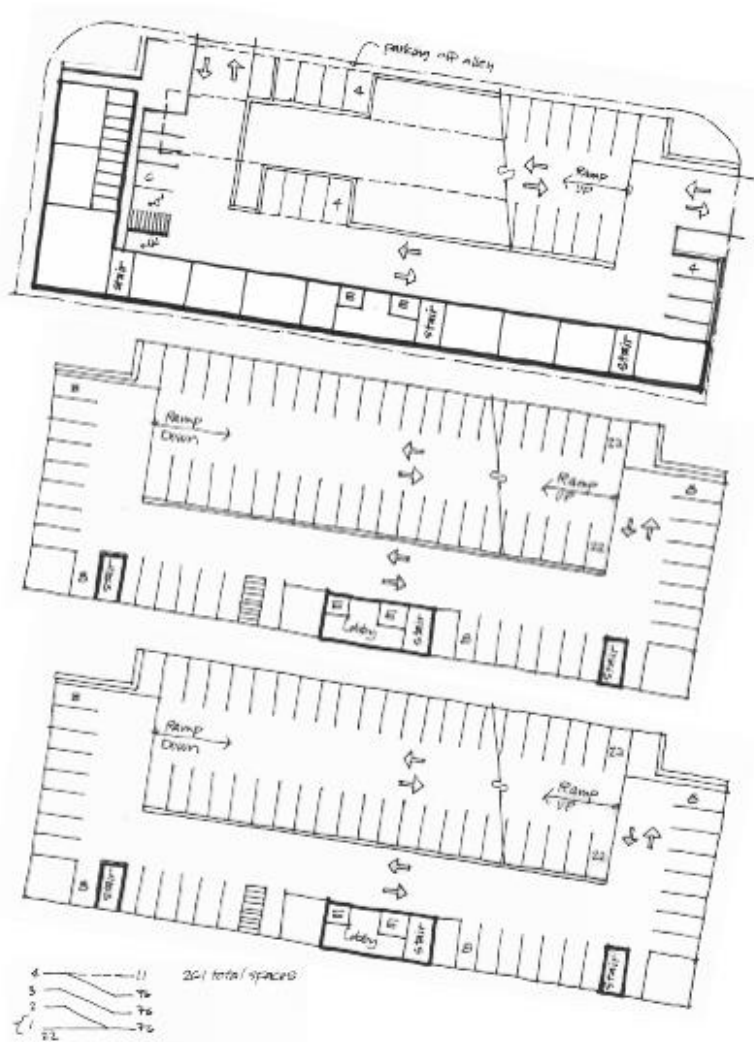 parking off alley
4
Ramp
UP
4
4
stair
E
E
stair
stair
8
Ramp
Down
22
Ramp
UP
8
22
8
stair
E
E
Lobby
stair
8
stair
8
Ramp
Down
22
Ramp
UP
8
22
8
stair
E
E
Lobby
stair
8
stair
4
11
261 total spaces
76
3
76
2
1
76
22